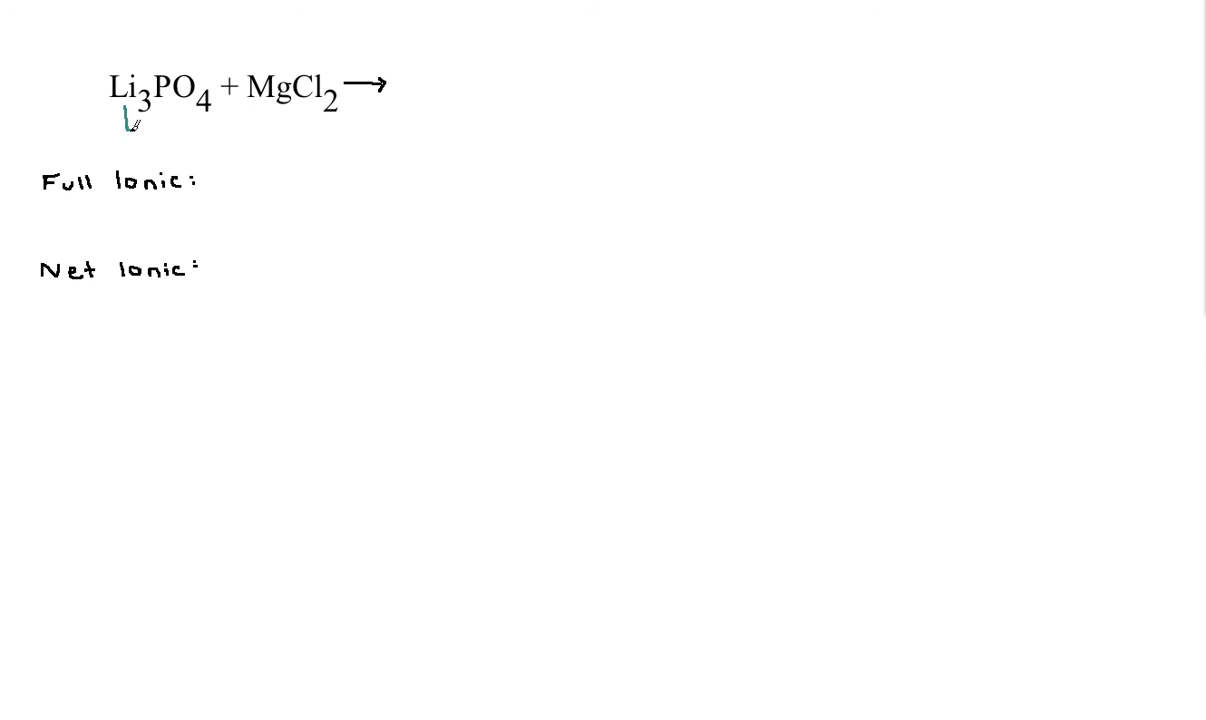 Li₃PO₄ + MgCl₂ ⟶
Full Ionic:
Net Ionic: